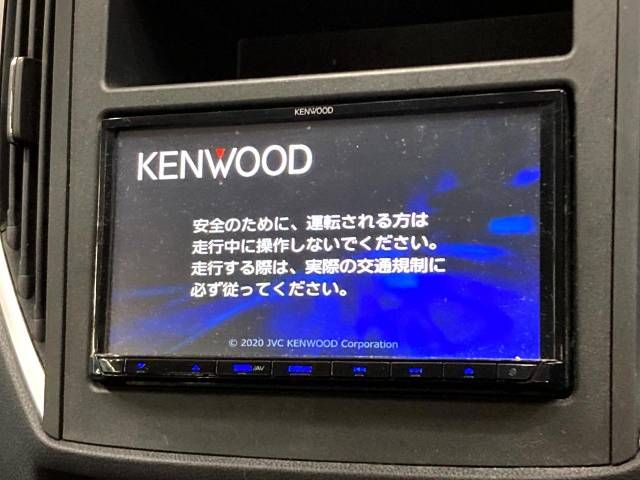 KENWOOD
KENWOOD
安全のために、運転される方は
走行中に操作しないでください。
走行する際は、実際の交通規制に
必ず従ってください。
© 2020 JVC KENWOOD Corporation
/AV